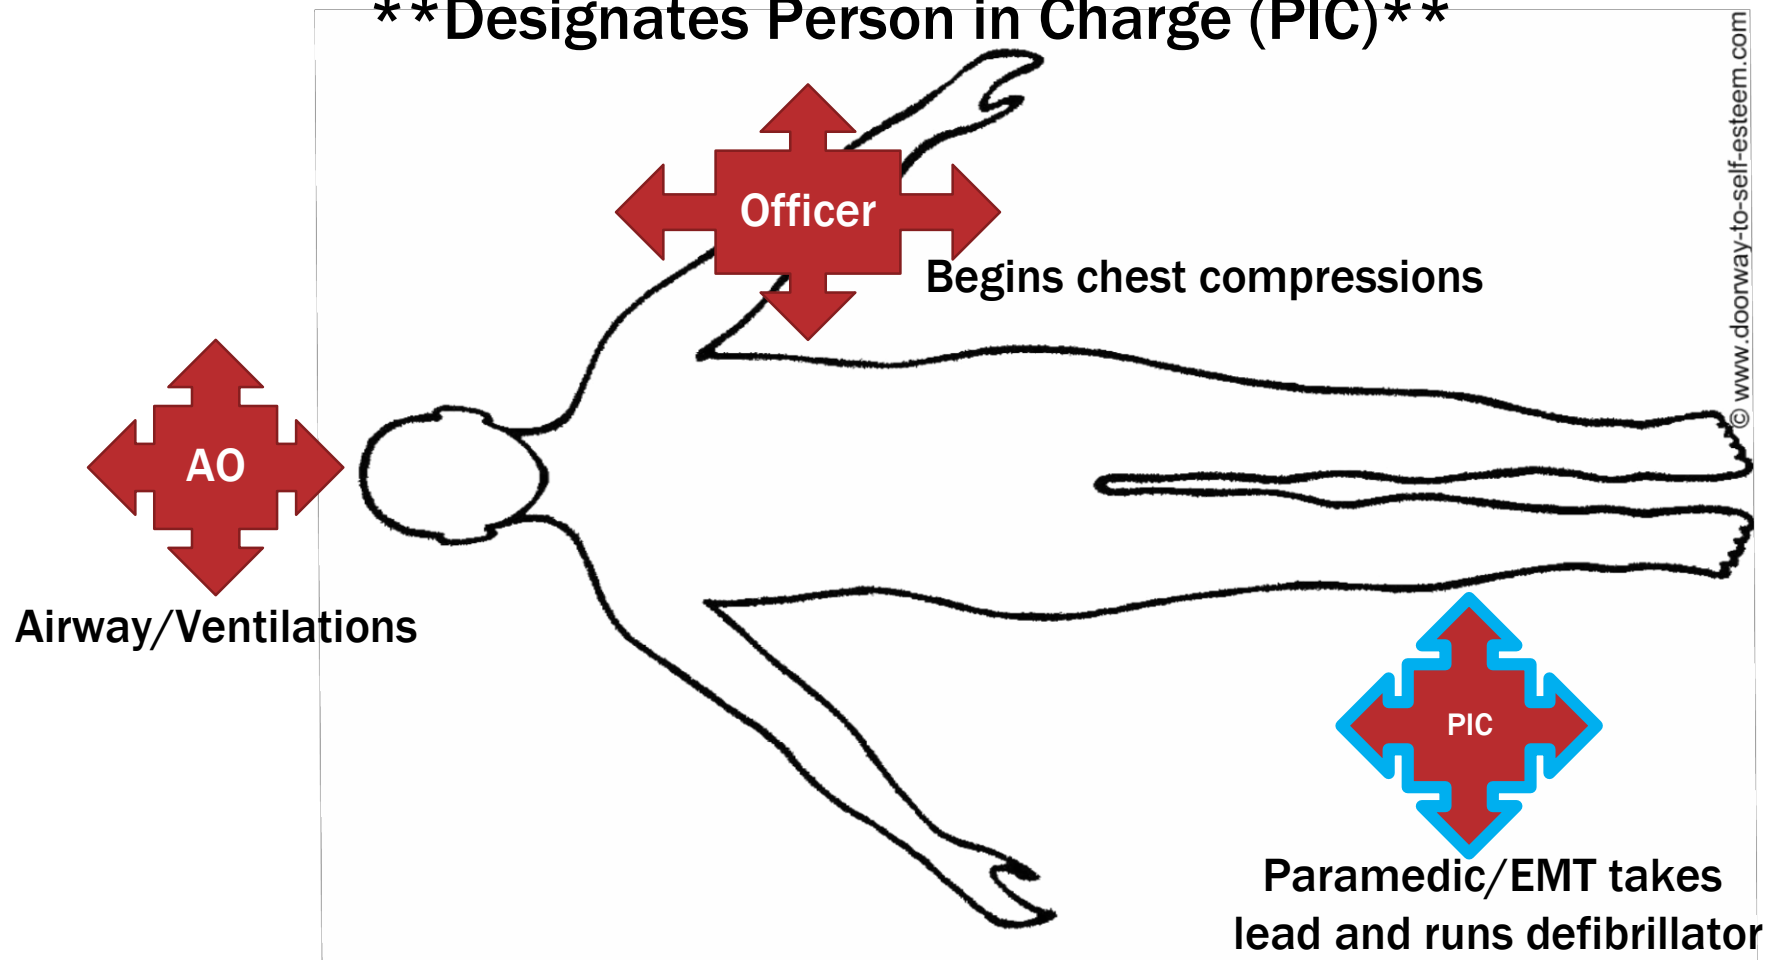 **Designates Person in Charge (PIC)**
Officer
Begins chest compressions
AO
Airway/Ventilations
PIC
Paramedic/EMT takes
lead and runs defibrillator
© www.doorway-to-self-esteem.com